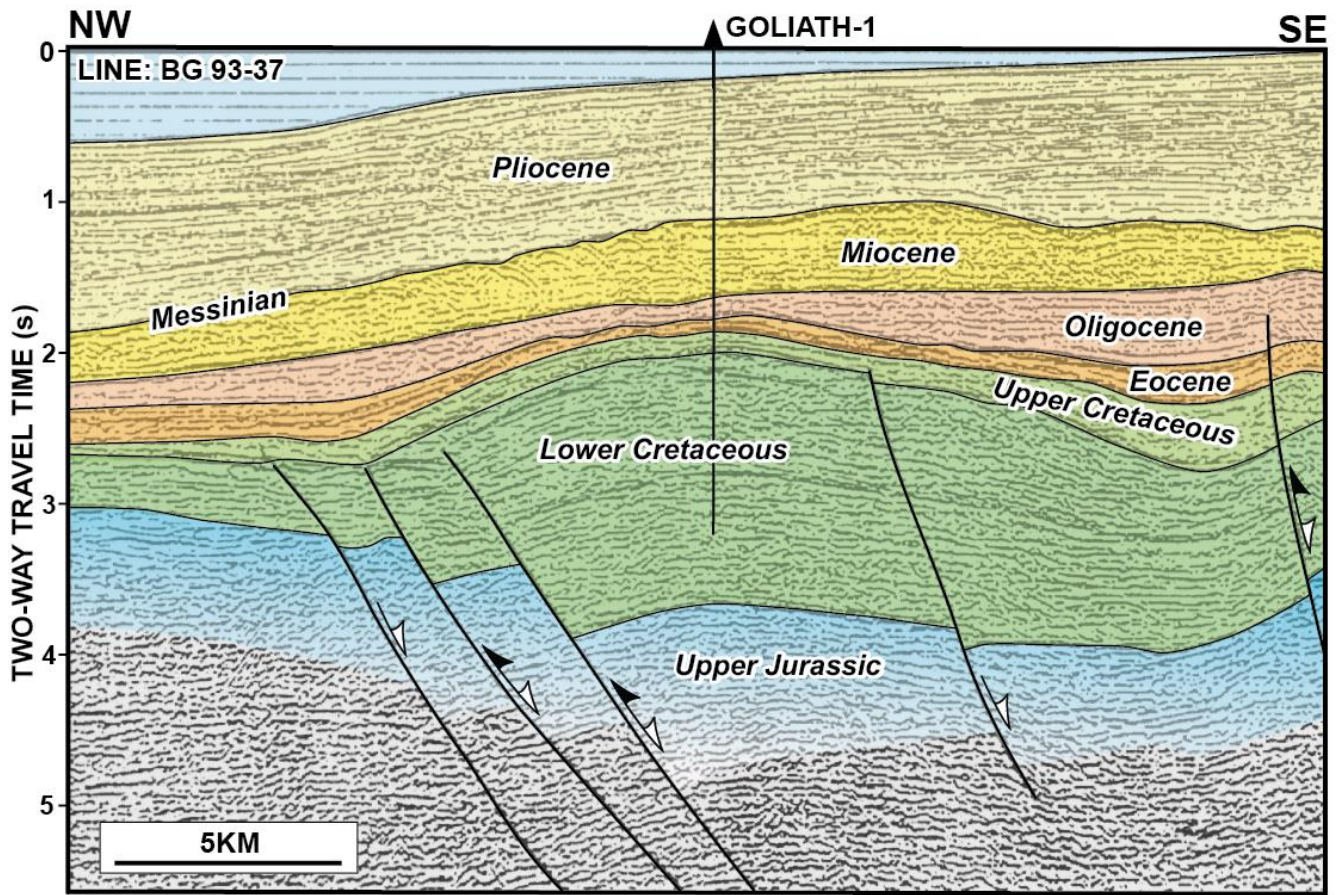 NW
GOLIATH-1
SE
LINE: BG 93-37
0
1
2
3
4
5
TWO-WAY TRAVEL TIME (s)
Pliocene
Miocene
Messinian
Oligocene
Eocene
Upper Cretaceous
Lower Cretaceous
Upper Jurassic
5KM